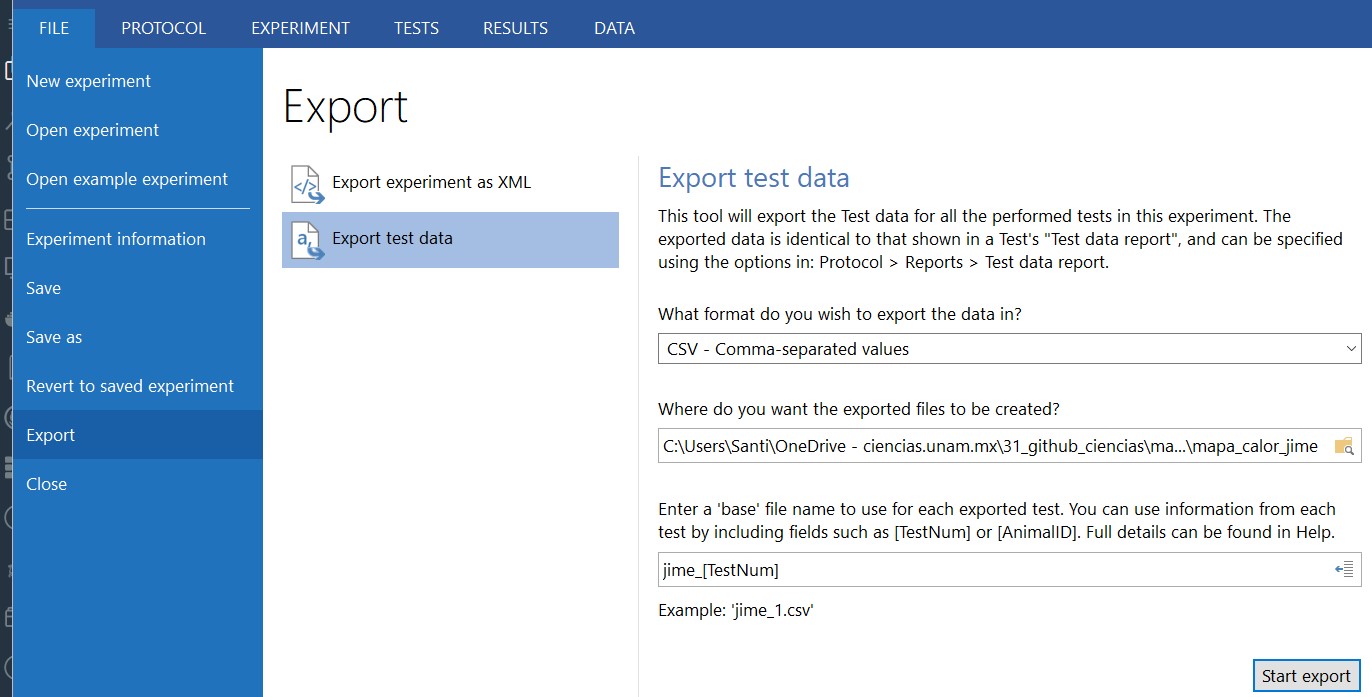 FILE PROTOCOL EXPERIMENT TESTS RESULTS DATA
New experiment
Open experiment
Open example experiment
Experiment information
Save
Save as
Revert to saved experiment
Export
Close
Export
</> Export experiment as XML
a, Export test data
Export test data
This tool will export the Test data for all the performed tests in this experiment. The
exported data is identical to that shown in a Test's "Test data report", and can be specified
using the options in: Protocol > Reports > Test data report.
What format do you wish to export the data in?
CSV - Comma-separated values
Where do you want the exported files to be created?
C:\Users\Santi\OneDrive - ciencias.unam.mx\31_github_ciencias\ma...\mapa_calor_jime
Enter a 'base' file name to use for each exported test. You can use information from each
test by including fields such as [TestNum] or [AnimalID]. Full details can be found in Help.
jime_[TestNum]
Example: 'jime_1.csv'
Start export